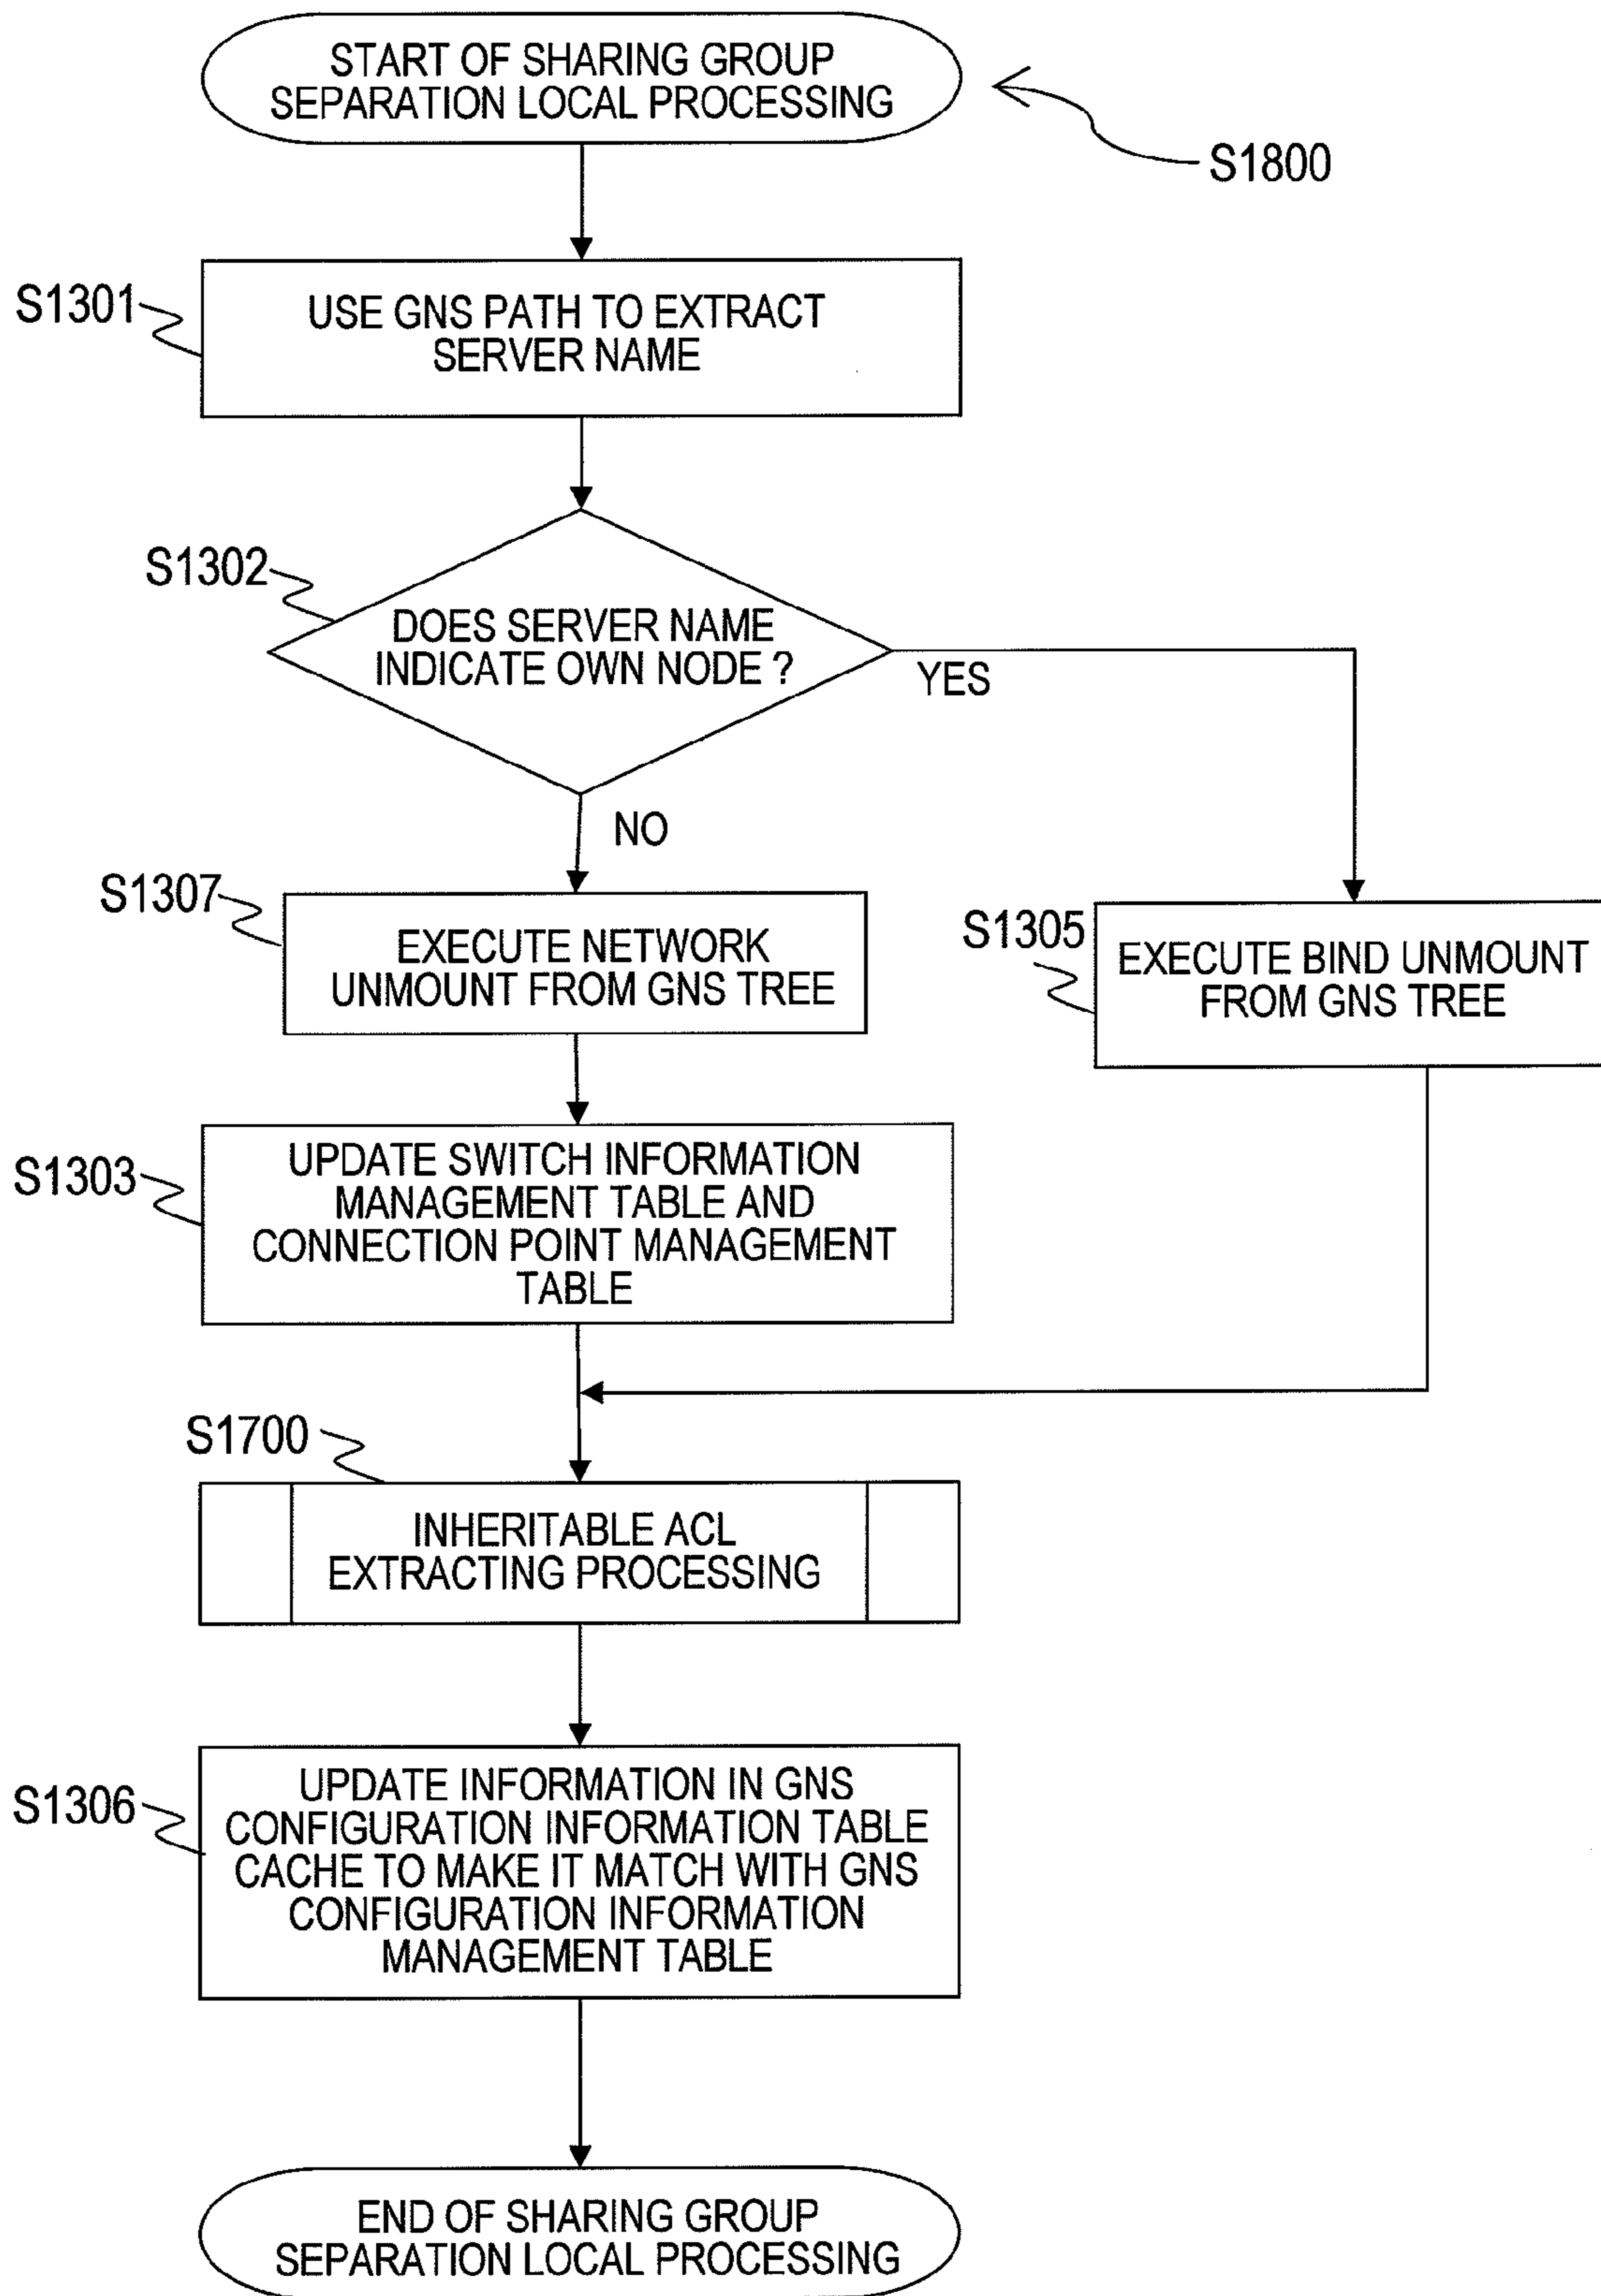 START OF SHARING GROUP
SEPARATION LOCAL PROCESSING
S1800
S1301
USE GNS PATH TO EXTRACT
SERVER NAME
S1302
DOES SERVER NAME
INDICATE OWN NODE ?
YES
NO
S1307
EXECUTE NETWORK
UNMOUNT FROM GNS TREE
S1305
EXECUTE BIND UNMOUNT
FROM GNS TREE
S1303
UPDATE SWITCH INFORMATION
MANAGEMENT TABLE AND
CONNECTION POINT MANAGEMENT
TABLE
S1700
INHERITABLE ACL
EXTRACTING PROCESSING
S1306
UPDATE INFORMATION IN GNS
CONFIGURATION INFORMATION TABLE
CACHE TO MAKE IT MATCH WITH GNS
CONFIGURATION INFORMATION
MANAGEMENT TABLE
END OF SHARING GROUP
SEPARATION LOCAL PROCESSING